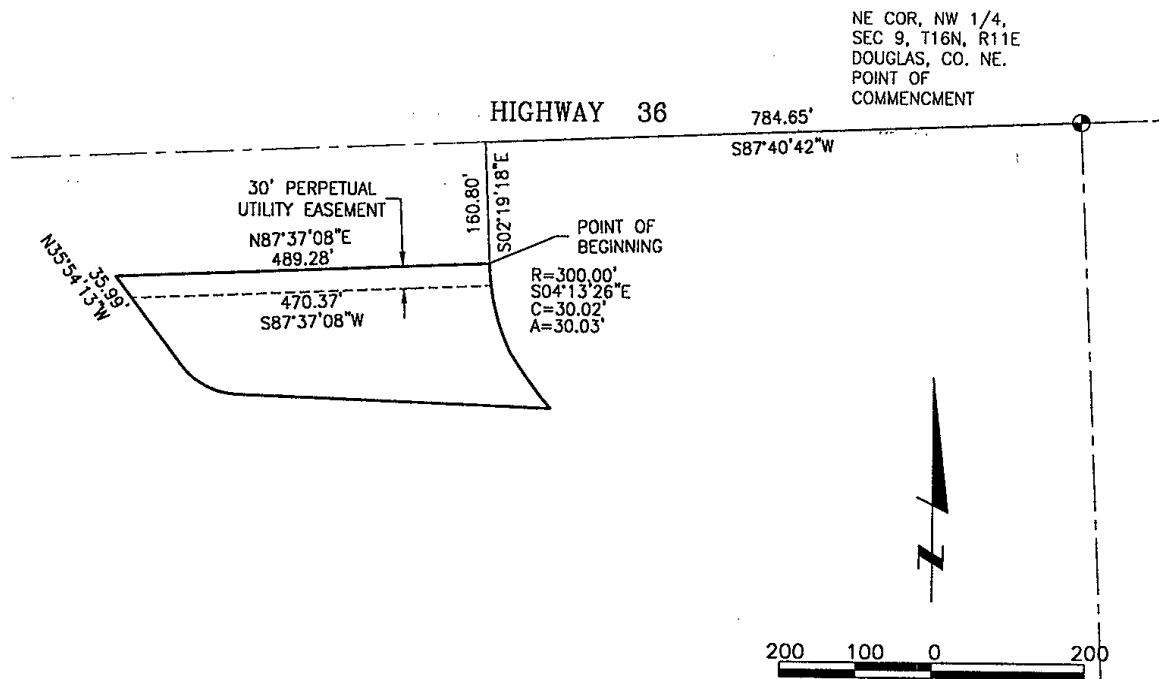 NE COR, NW 1/4,
SEC 9, T16N, R11E
DOUGLAS, CO. NE.
POINT OF
COMMENCMENT
HIGHWAY 36
784.65'
S87°40'42"W
160.80'
S02°19'18"E
30' PERPETUAL
UTILITY EASEMENT
N87°37'08"E
489.28'
POINT OF
BEGINNING
R=300.00'
S04°13'26"E
C=30.02'
A=30.03'
35.99'
N35°54'13"W
470.37'
S87°37'08"W
N
200 100 0 200